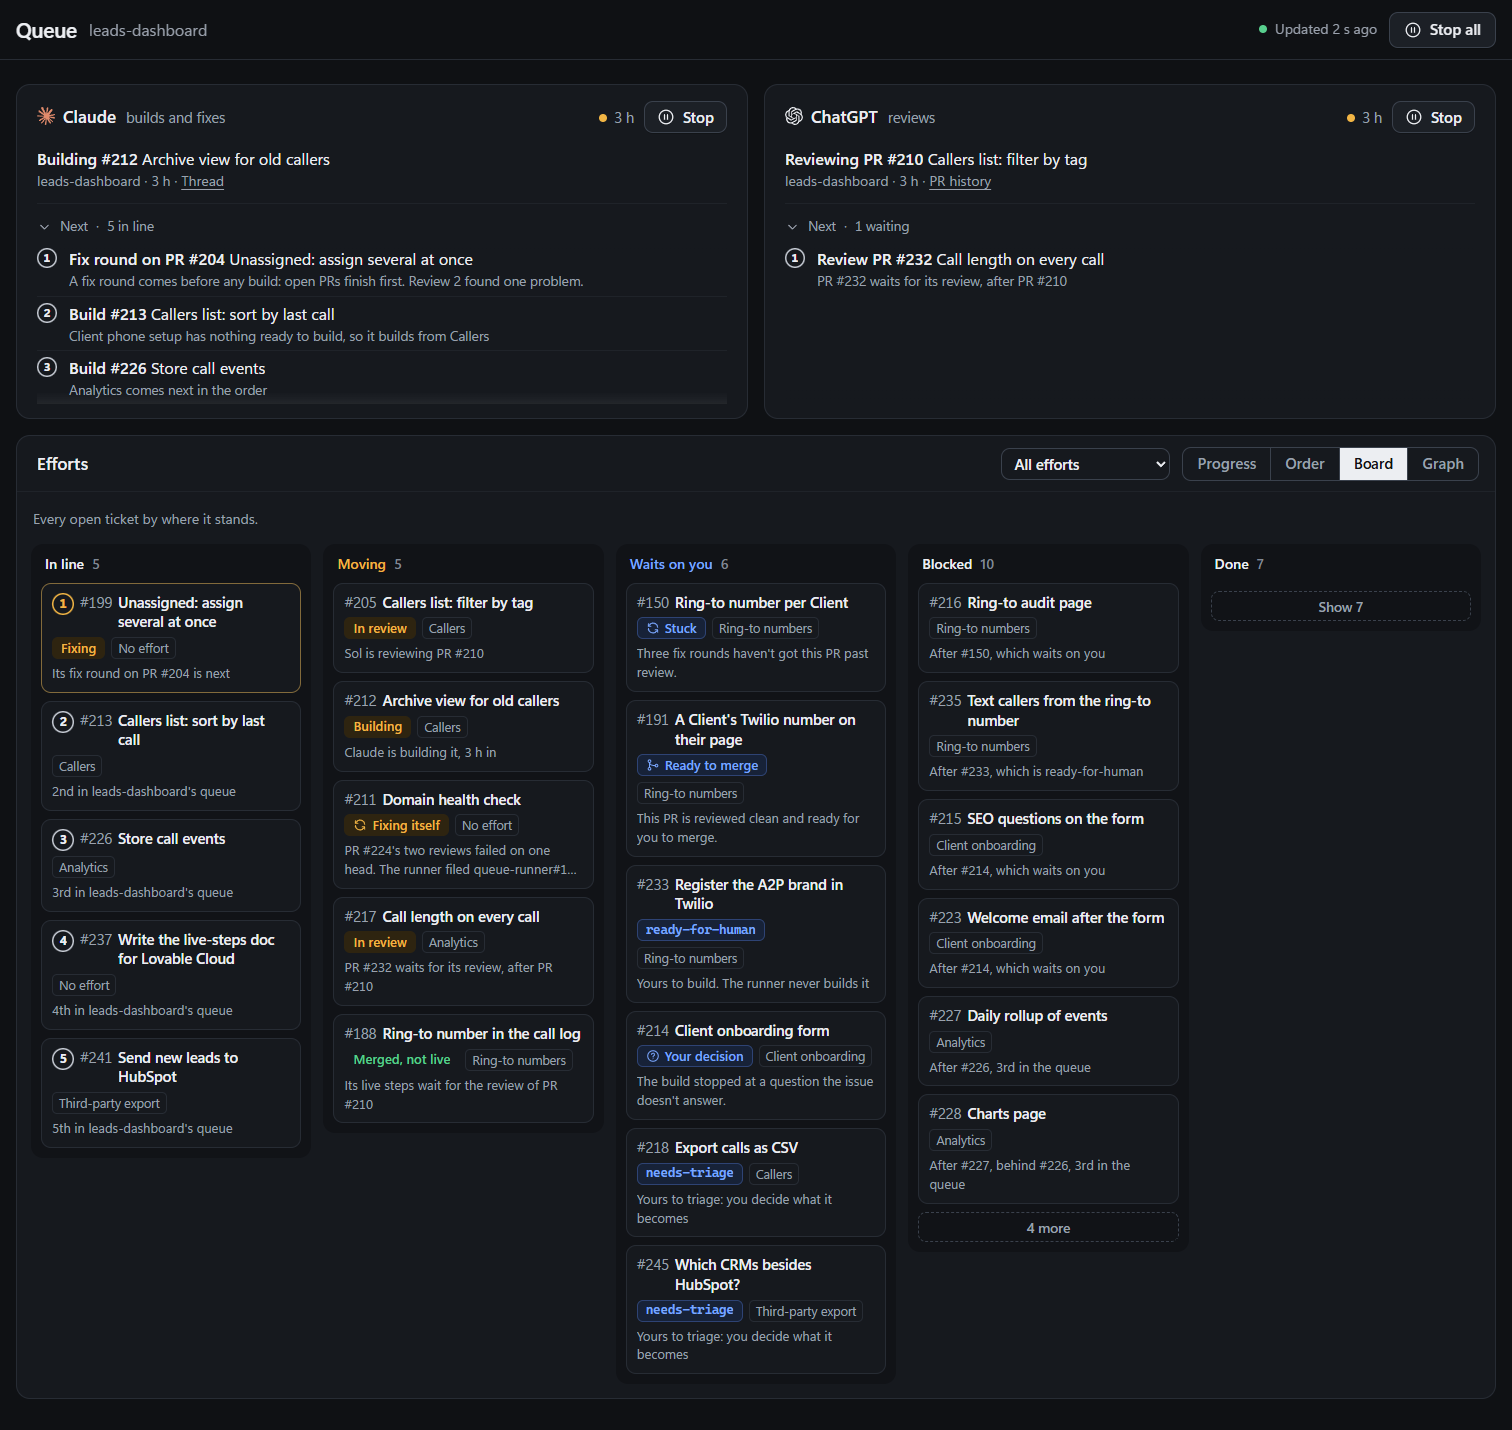 Queue leads-dashboard
Updated 2 s ago
Stop all
Claude builds and fixes
3 h
Stop
Building #212 Archive view for old callers
leads-dashboard · 3 h · Thread
Next · 5 in line
1 Fix round on PR #204 Unassigned: assign several at once
A fix round comes before any build: open PRs finish first. Review 2 found one problem.
2 Build #213 Callers list: sort by last call
Client phone setup has nothing ready to build, so it builds from Callers
3 Build #226 Store call events
Analytics comes next in the order
ChatGPT reviews
3 h
Stop
Reviewing PR #210 Callers list: filter by tag
leads-dashboard · 3 h · PR history
Next · 1 waiting
1 Review PR #232 Call length on every call
PR #232 waits for its review, after PR #210
Efforts
All efforts
Progress Order Board Graph
Every open ticket by where it stands.
In line 5
1 #199 Unassigned: assign
several at once
Fixing No effort
Its fix round on PR #204 is next
2 #213 Callers list: sort by last
call
Callers
2nd in leads-dashboard's queue
3 #226 Store call events
Analytics
3rd in leads-dashboard's queue
4 #237 Write the live-steps doc
for Lovable Cloud
No effort
4th in leads-dashboard's queue
5 #241 Send new leads to
HubSpot
Third-party export
5th in leads-dashboard's queue
Moving 5
#205 Callers list: filter by tag
In review Callers
Sol is reviewing PR #210
#212 Archive view for old callers
Building Callers
Claude is building it, 3 h in
#211 Domain health check
Fixing itself No effort
PR #224's two reviews failed on one
head. The runner filed queue-runner#1...
#217 Call length on every call
In review Analytics
PR #232 waits for its review, after PR
#210
#188 Ring-to number in the call log
Merged, not live Ring-to numbers
Its live steps wait for the review of PR
#210
Waits on you 6
#150 Ring-to number per Client
Stuck Ring-to numbers
Three fix rounds haven't got this PR past
review.
#191 A Client's Twilio number on
their page
Ready to merge
Ring-to numbers
This PR is reviewed clean and ready for
you to merge.
#233 Register the A2P brand in
Twilio
ready-for-human
Ring-to numbers
Yours to build. The runner never builds it
#214 Client onboarding form
Your decision Client onboarding
The build stopped at a question the issue
doesn't answer.
#218 Export calls as CSV
needs-triage Callers
Yours to triage: you decide what it
becomes
#245 Which CRMs besides
HubSpot?
needs-triage Third-party export
Yours to triage: you decide what it
becomes
Blocked 10
#216 Ring-to audit page
Ring-to numbers
After #150, which waits on you
#235 Text callers from the ring-to
number
Ring-to numbers
After #233, which is ready-for-human
#215 SEO questions on the form
Client onboarding
After #214, which waits on you
#223 Welcome email after the form
Client onboarding
After #214, which waits on you
#227 Daily rollup of events
Analytics
After #226, 3rd in the queue
#228 Charts page
Analytics
After #227, behind #226, 3rd in the
queue
4 more
Done 7
Show 7